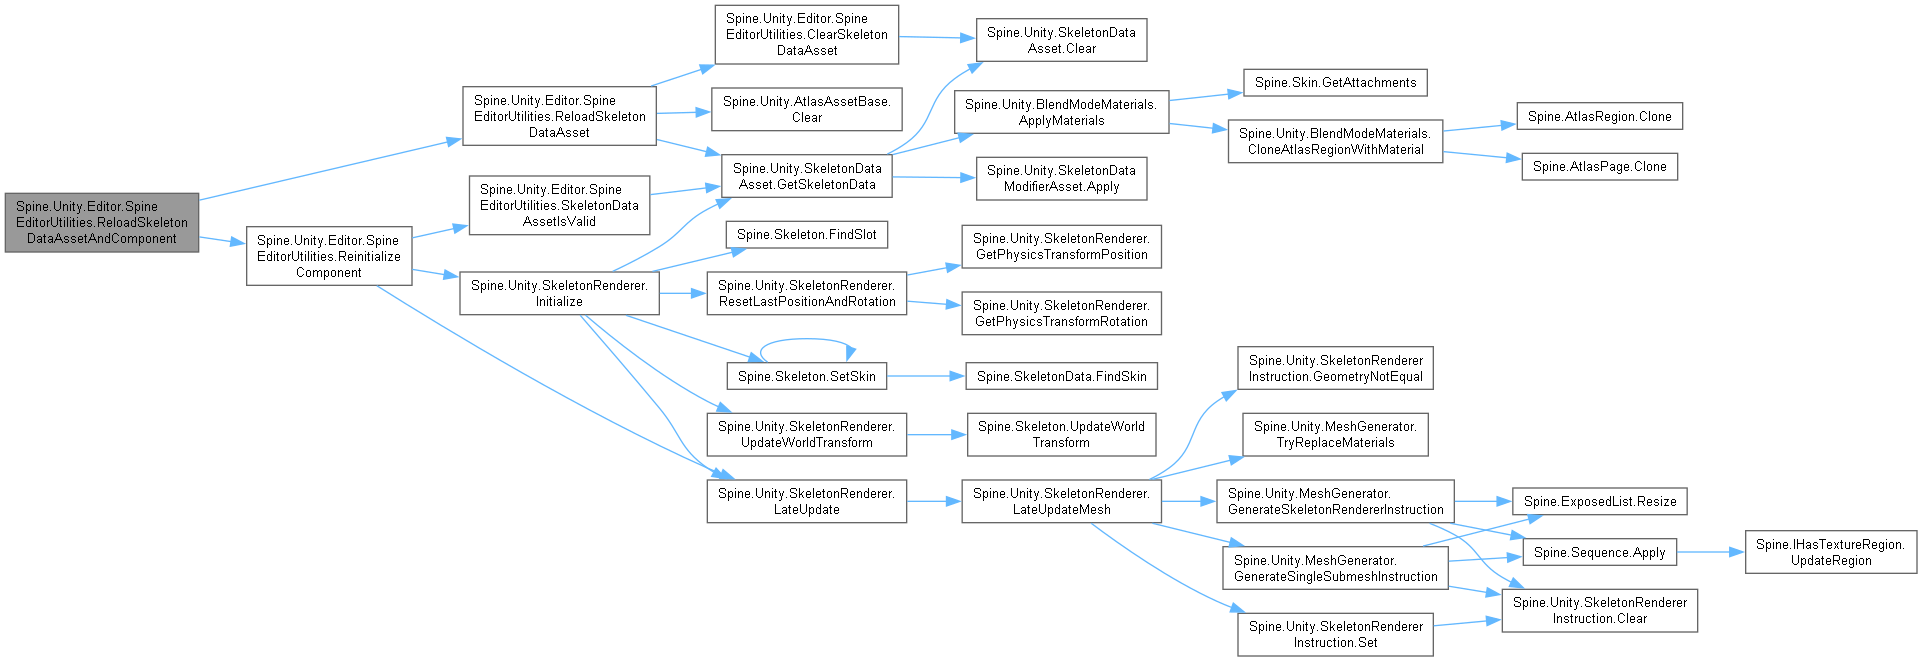 Spine.Unity.Editor.Spine
EditorUtilities.ReloadSkeleton
DataAssetAndComponent
Spine.Unity.Editor.Spine
EditorUtilities.ReloadSkeleton
DataAsset
Spine.Unity.Editor.Spine
EditorUtilities.Reinitialize
Component
Spine.Unity.Editor.Spine
EditorUtilities.SkeletonData
AssetIsValid
Spine.Unity.SkeletonRenderer.
Initialize
Spine.Unity.Editor.Spine
EditorUtilities.ClearSkeleton
DataAsset
Spine.Unity.AtlasAssetBase.
Clear
Spine.Unity.SkeletonData
Asset.GetSkeletonData
Spine.Skeleton.FindSlot
Spine.Unity.SkeletonRenderer.
ResetLastPositionAndRotation
Spine.Skeleton.SetSkin
Spine.Unity.SkeletonRenderer.
UpdateWorldTransform
Spine.Unity.SkeletonRenderer.
LateUpdate
Spine.Unity.SkeletonData
Asset.Clear
Spine.Unity.BlendModeMaterials.
ApplyMaterials
Spine.Unity.SkeletonData
ModifierAsset.Apply
Spine.Unity.SkeletonRenderer.
GetPhysicsTransformPosition
Spine.Unity.SkeletonRenderer.
GetPhysicsTransformRotation
Spine.SkeletonData.FindSkin
Spine.Skeleton.UpdateWorld
Transform
Spine.Unity.SkeletonRenderer.
LateUpdateMesh
Spine.Skin.GetAttachments
Spine.Unity.BlendModeMaterials.
CloneAtlasRegionWithMaterial
Spine.Unity.SkeletonRenderer
Instruction.GeometryNotEqual
Spine.Unity.MeshGenerator.
TryReplaceMaterials
Spine.Unity.MeshGenerator.
GenerateSkeletonRendererInstruction
Spine.Unity.MeshGenerator.
GenerateSingleSubmeshInstruction
Spine.Unity.SkeletonRenderer
Instruction.Set
Spine.AtlasRegion.Clone
Spine.AtlasPage.Clone
Spine.ExposedList.Resize
Spine.Sequence.Apply
Spine.Unity.SkeletonRenderer
Instruction.Clear
Spine.IHasTextureRegion.
UpdateRegion